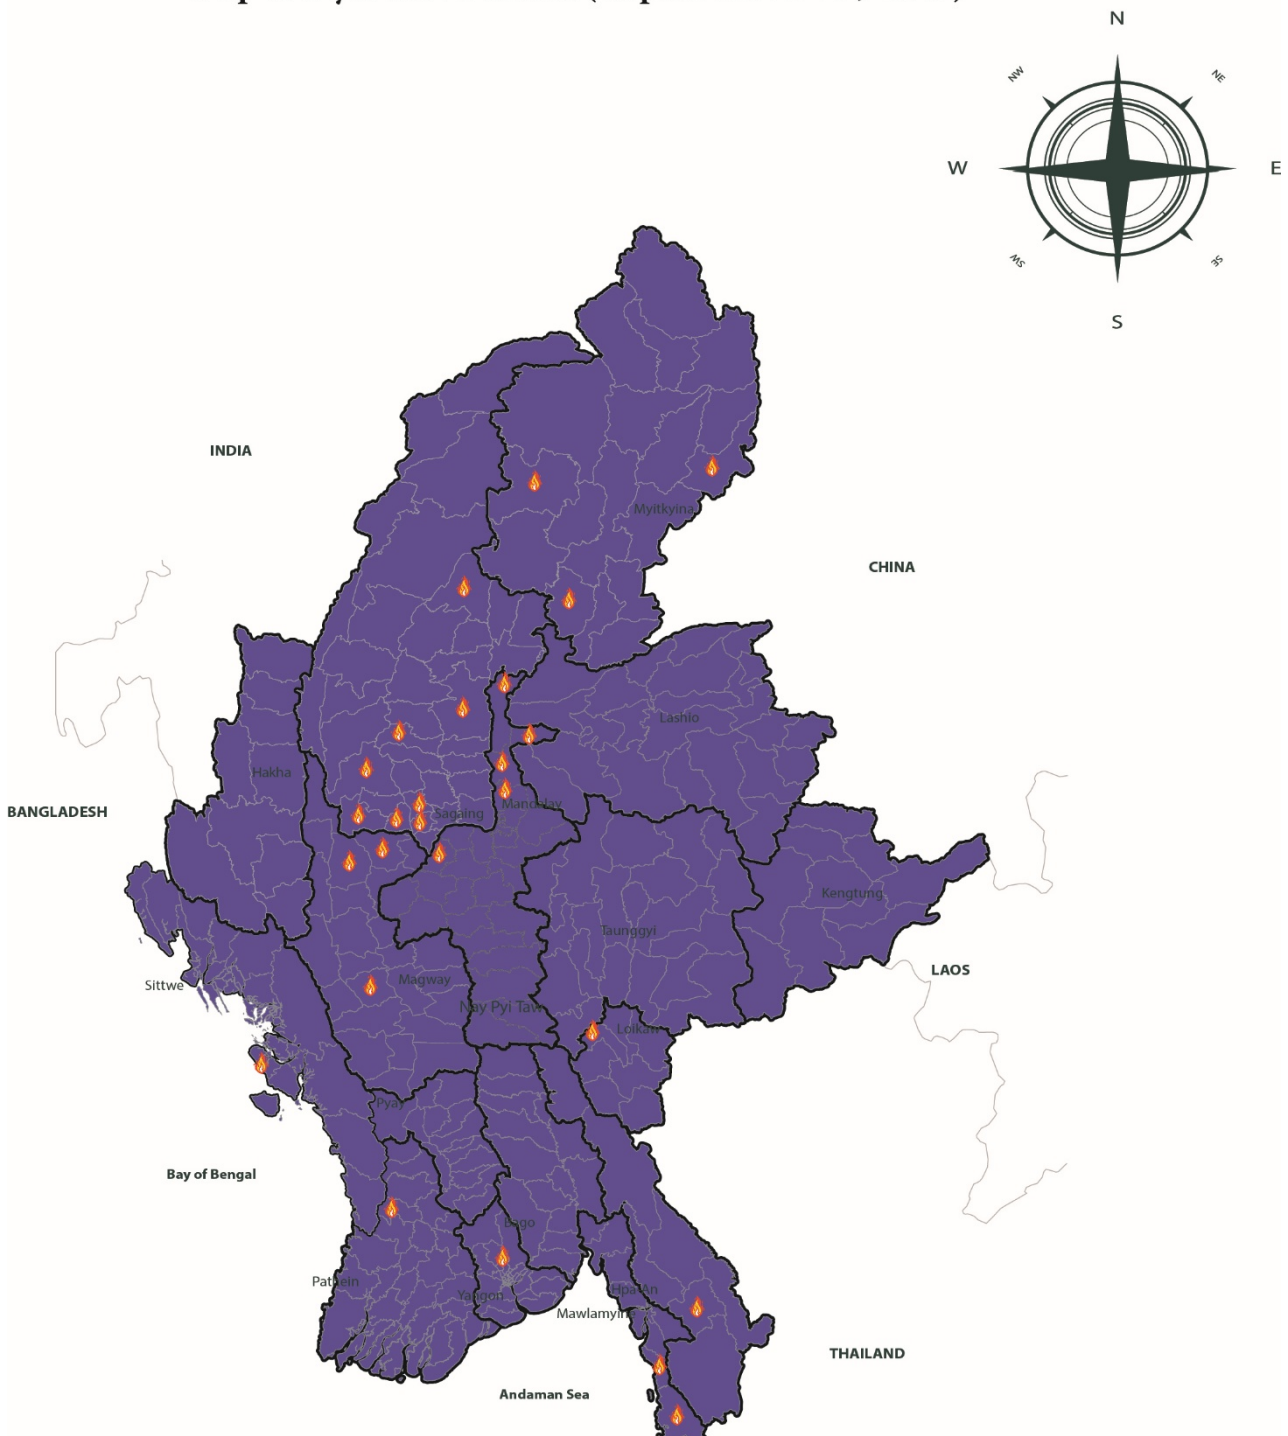 N
NW
NE
W
E
SW
SE
S
INDIA
Myitkyina
CHINA
Lashio
Hakha
BANGLADESH
Mandalay
Sagaing
Kengtung
Taunggyi
LAOS
Magway
Sittwe
Nay Pyi Taw
Loikaw
Pyay
Bay of Bengal
Bago
Pathein
Yangon
Hpa-An
Mawlamyine
THAILAND
Andaman Sea